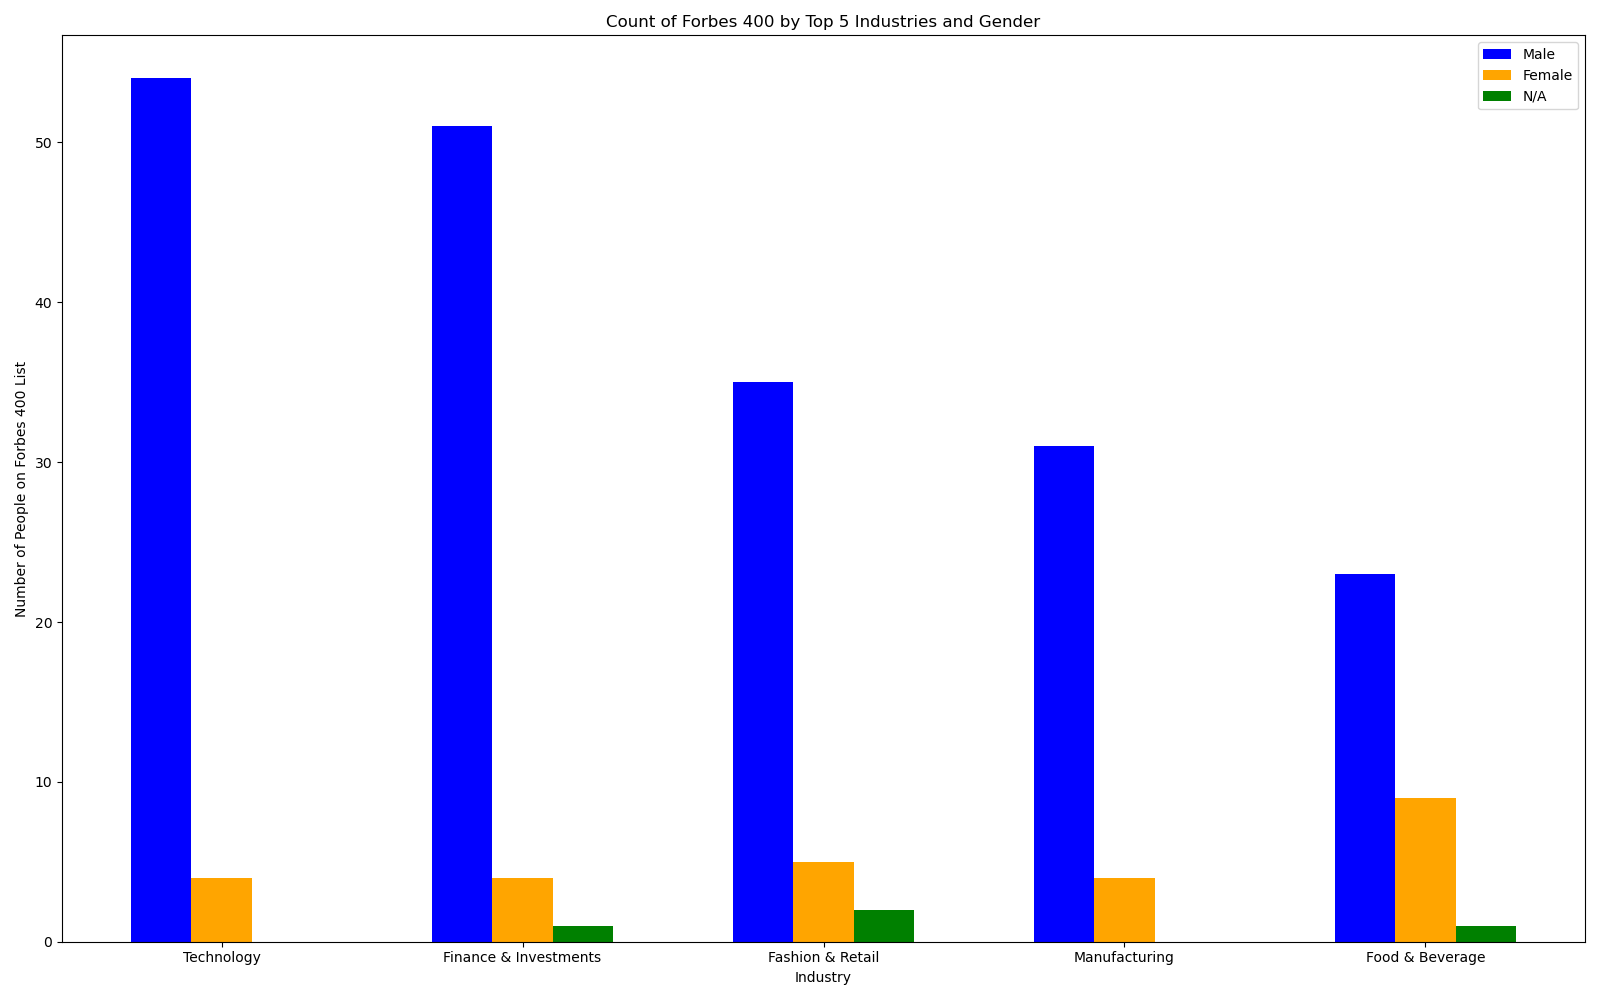 Count of Forbes 400 by Top 5 Industries and Gender
Male
Female
N/A
Number of People on Forbes 400 List
50
40
30
20
10
0
Technology
Finance & Investments
Fashion & Retail
Manufacturing
Food & Beverage
Industry